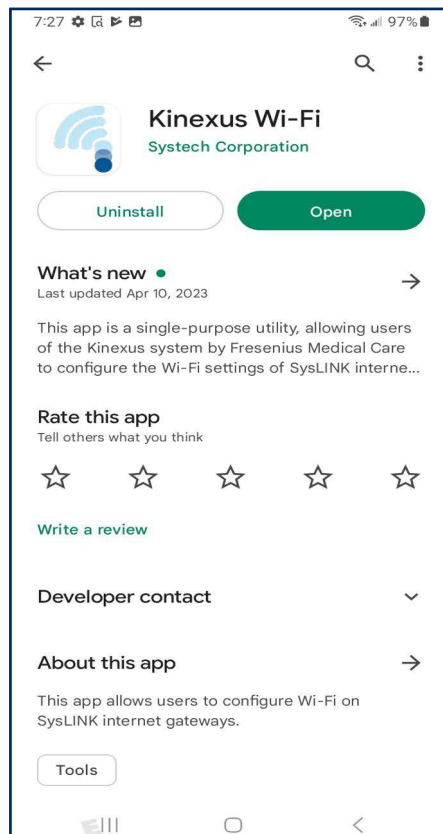 7:27 97%
Kinexus Wi-Fi
Systech Corporation
Uninstall Open
What's new
Last updated Apr 10, 2023
This app is a single-purpose utility, allowing users
of the Kinexus system by Fresenius Medical Care
to configure the Wi-Fi settings of SysLINK interne...
Rate this app
Tell others what you think
Write a review
Developer contact
About this app
This app allows users to configure Wi-Fi on
SysLINK internet gateways.
Tools